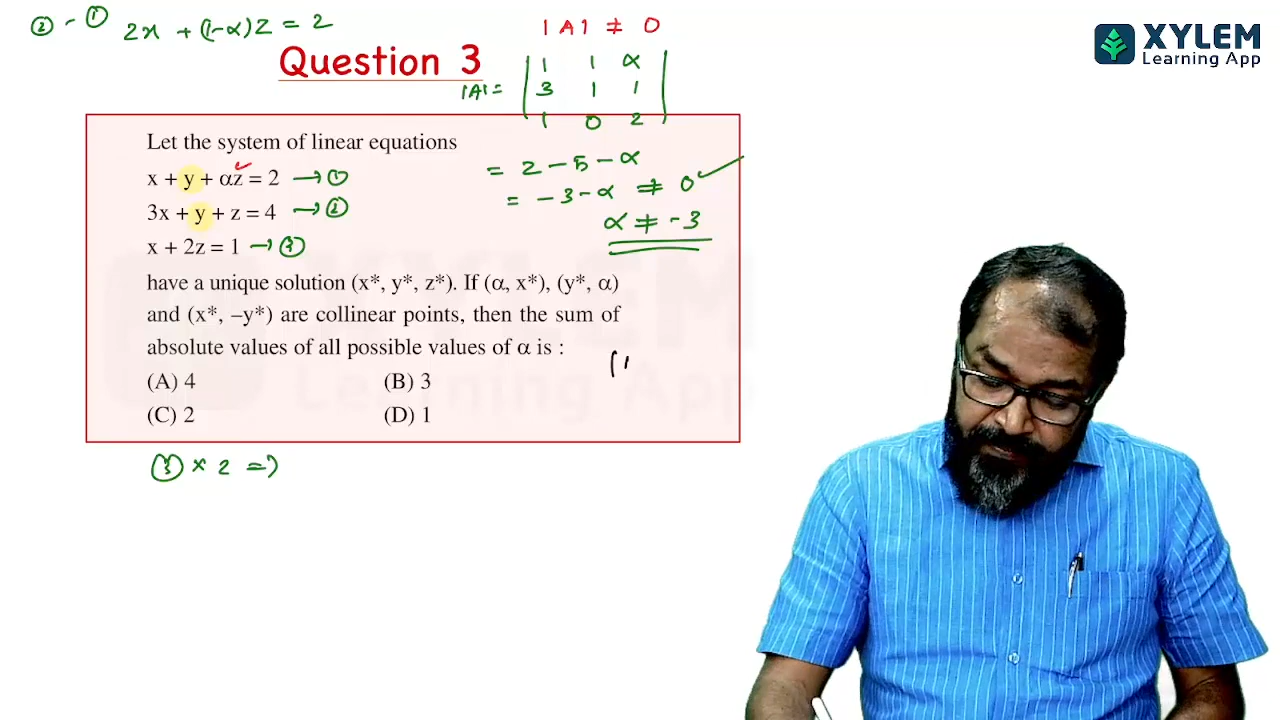 ② - ① 2x + (1-α)z = 2
|A| ≠ 0
XYLEM
Learning App
Question 3
|A| =
1 1 α
3 1 1
1 0 2
Let the system of linear equations
x + y + αz = 2 → ①
3x + y + z = 4 → ②
x + 2z = 1 → ③
= 2 - 5 - α
= -3 - α ≠ 0
α ≠ -3
have a unique solution (x*, y*, z*). If (α, x*), (y*, α)
and (x*, –y*) are collinear points, then the sum of
absolute values of all possible values of α is :
(A) 4 (B) 3
(C) 2 (D) 1
③ × 2 ⇒
XYLEM
Learning App